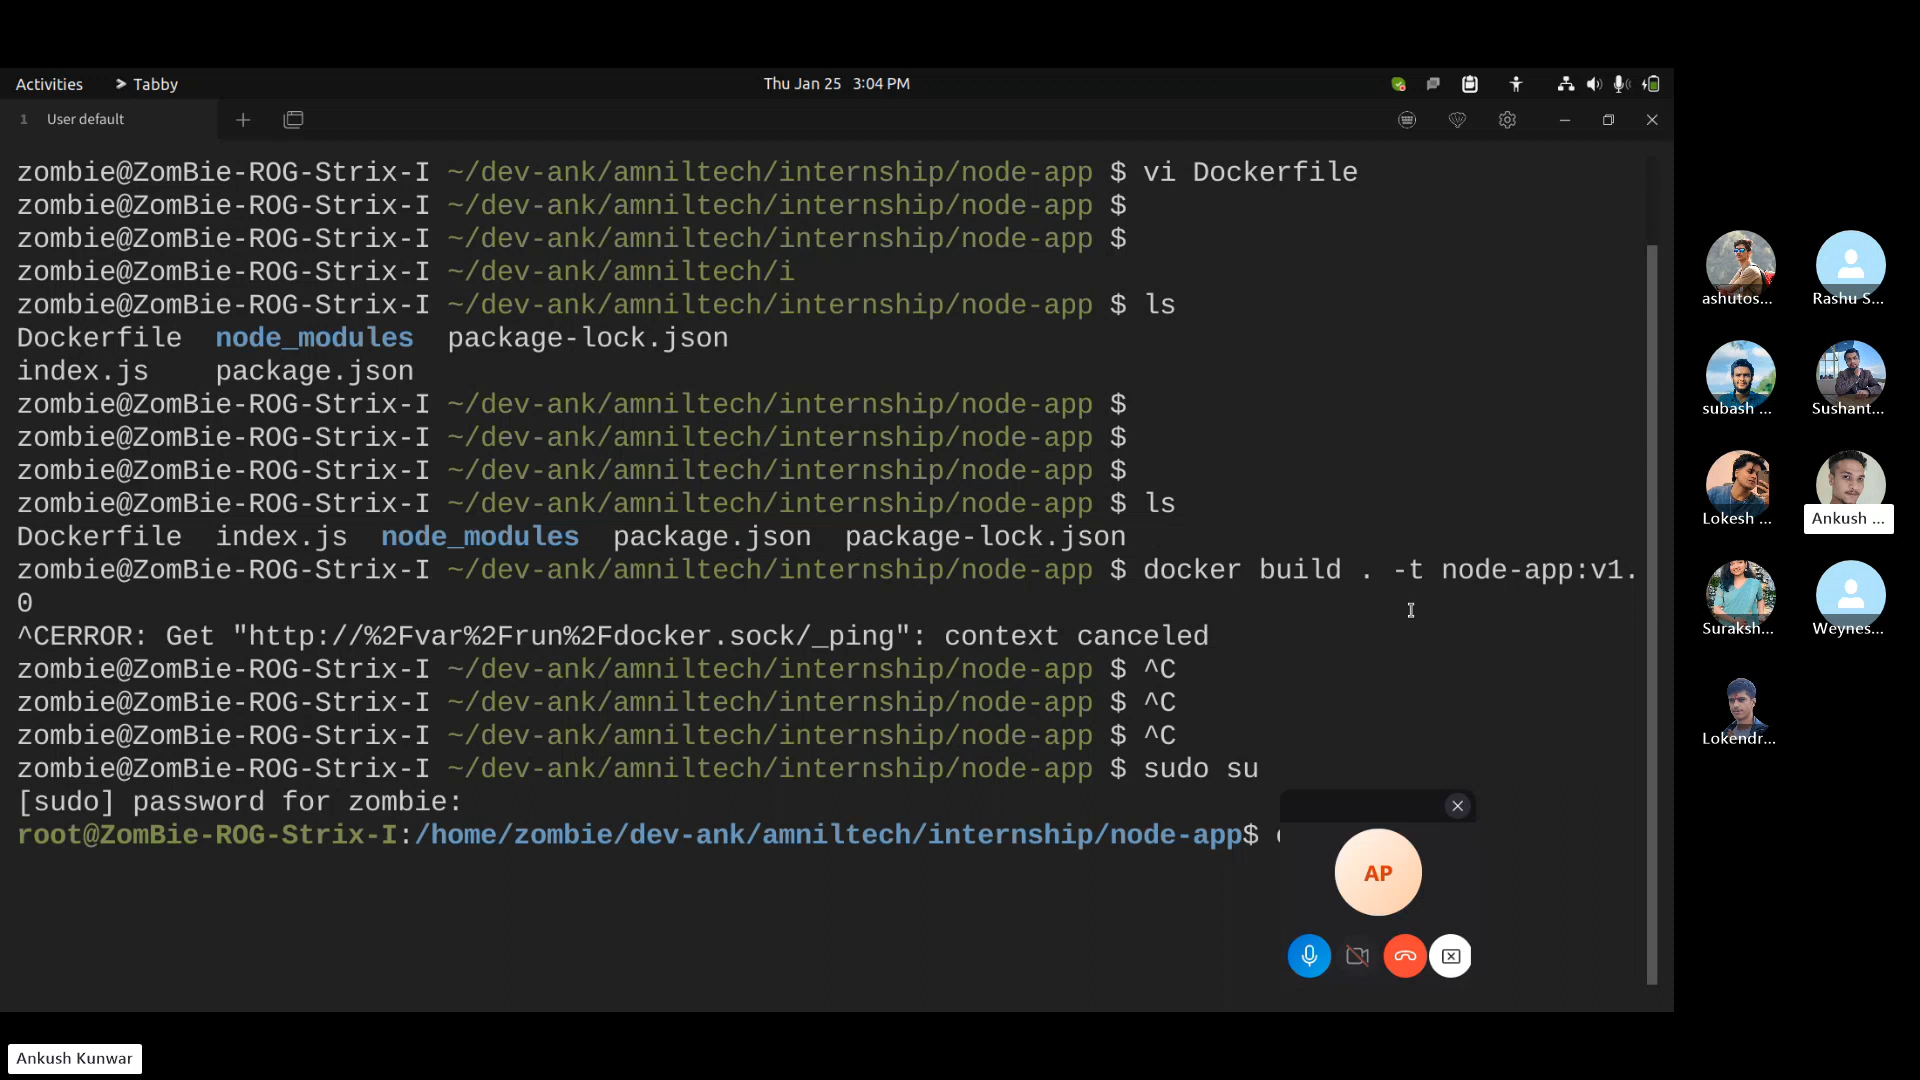 Activities > Tabby Thu Jan 25 3:04 PM
1 User default
zombie@ZomBie-ROG-Strix-I ~/dev-ank/amniltech/internship/node-app $ vi Dockerfile
zombie@ZomBie-ROG-Strix-I ~/dev-ank/amniltech/internship/node-app $
zombie@ZomBie-ROG-Strix-I ~/dev-ank/amniltech/internship/node-app $
zombie@ZomBie-ROG-Strix-I ~/dev-ank/amniltech/i
zombie@ZomBie-ROG-Strix-I ~/dev-ank/amniltech/internship/node-app $ ls
Dockerfile node_modules package-lock.json
index.js package.json
zombie@ZomBie-ROG-Strix-I ~/dev-ank/amniltech/internship/node-app $
zombie@ZomBie-ROG-Strix-I ~/dev-ank/amniltech/internship/node-app $
zombie@ZomBie-ROG-Strix-I ~/dev-ank/amniltech/internship/node-app $
zombie@ZomBie-ROG-Strix-I ~/dev-ank/amniltech/internship/node-app $ ls
Dockerfile index.js node_modules package.json package-lock.json
zombie@ZomBie-ROG-Strix-I ~/dev-ank/amniltech/internship/node-app $ docker build . -t node-app:v1.
0
^CERROR: Get "http://%2Fvar%2Frun%2Fdocker.sock/_ping": context canceled
zombie@ZomBie-ROG-Strix-I ~/dev-ank/amniltech/internship/node-app $ ^C
zombie@ZomBie-ROG-Strix-I ~/dev-ank/amniltech/internship/node-app $ ^C
zombie@ZomBie-ROG-Strix-I ~/dev-ank/amniltech/internship/node-app $ ^C
zombie@ZomBie-ROG-Strix-I ~/dev-ank/amniltech/internship/node-app $ sudo su
[sudo] password for zombie:
root@ZomBie-ROG-Strix-I:/home/zombie/dev-ank/amniltech/internship/node-app$
AP
ashutos... Rashu S...
subash ... Sushant...
Lokesh ... Ankush ...
Suraksh... Weynes...
Lokendr...
Ankush Kunwar